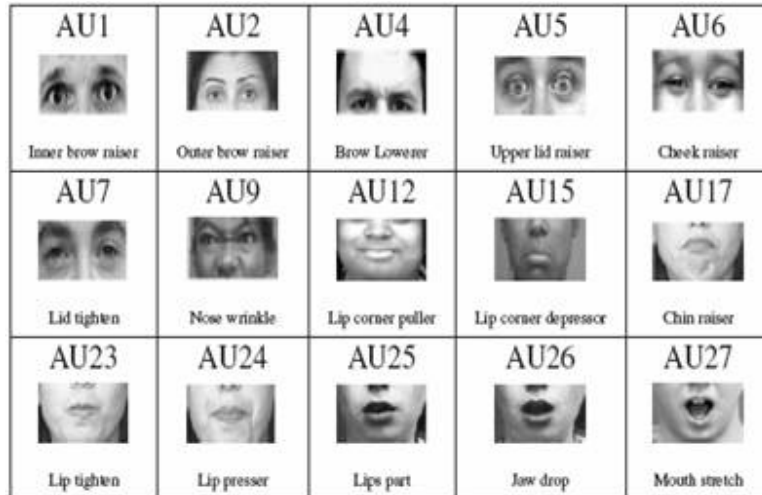 AU1 AU2 AU4 AU5 AU6
Inner brow raiser Outer brow raiser Brow Lowerer Upper lid raiser Cheek raiser
AU7 AU9 AU12 AU15 AU17
Lid tighten Nose wrinkle Lip corner puller Lip corner depressor Chin raiser
AU23 AU24 AU25 AU26 AU27
Lip tighten Lip presser Lips part Jaw drop Mouth stretch